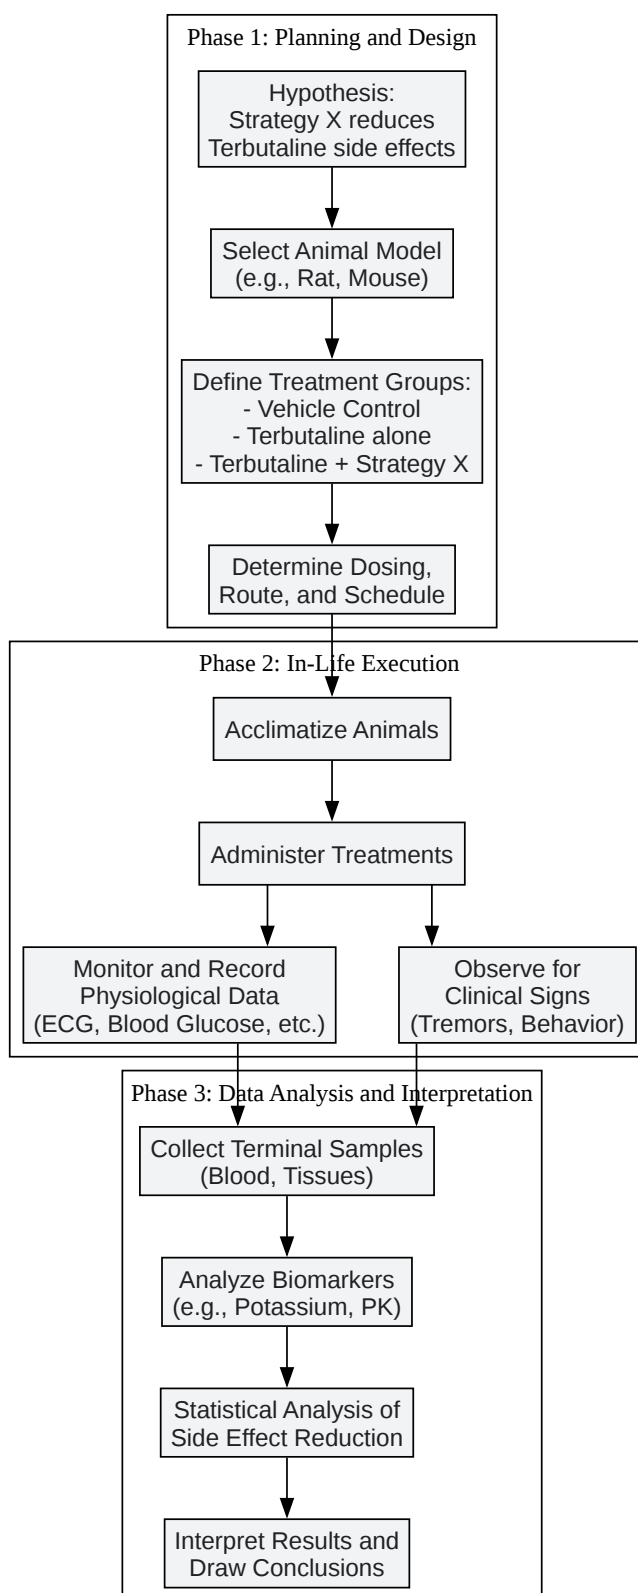 Phase 1: Planning and Design
Hypothesis:
Strategy X reduces
Terbutaline side effects
Select Animal Model
(e.g., Rat, Mouse)
Define Treatment Groups:
- Vehicle Control
- Terbutaline alone
- Terbutaline + Strategy X
Determine Dosing,
Route, and Schedule
Phase 2: In-Life Execution
Acclimatize Animals
Administer Treatments
Monitor and Record
Physiological Data
(ECG, Blood Glucose, etc.)
Observe for
Clinical Signs
(Tremors, Behavior)
Phase 3: Data Analysis and Interpretation
Collect Terminal Samples
(Blood, Tissues)
Analyze Biomarkers
(e.g., Potassium, PK)
Statistical Analysis of
Side Effect Reduction
Interpret Results and
Draw Conclusions